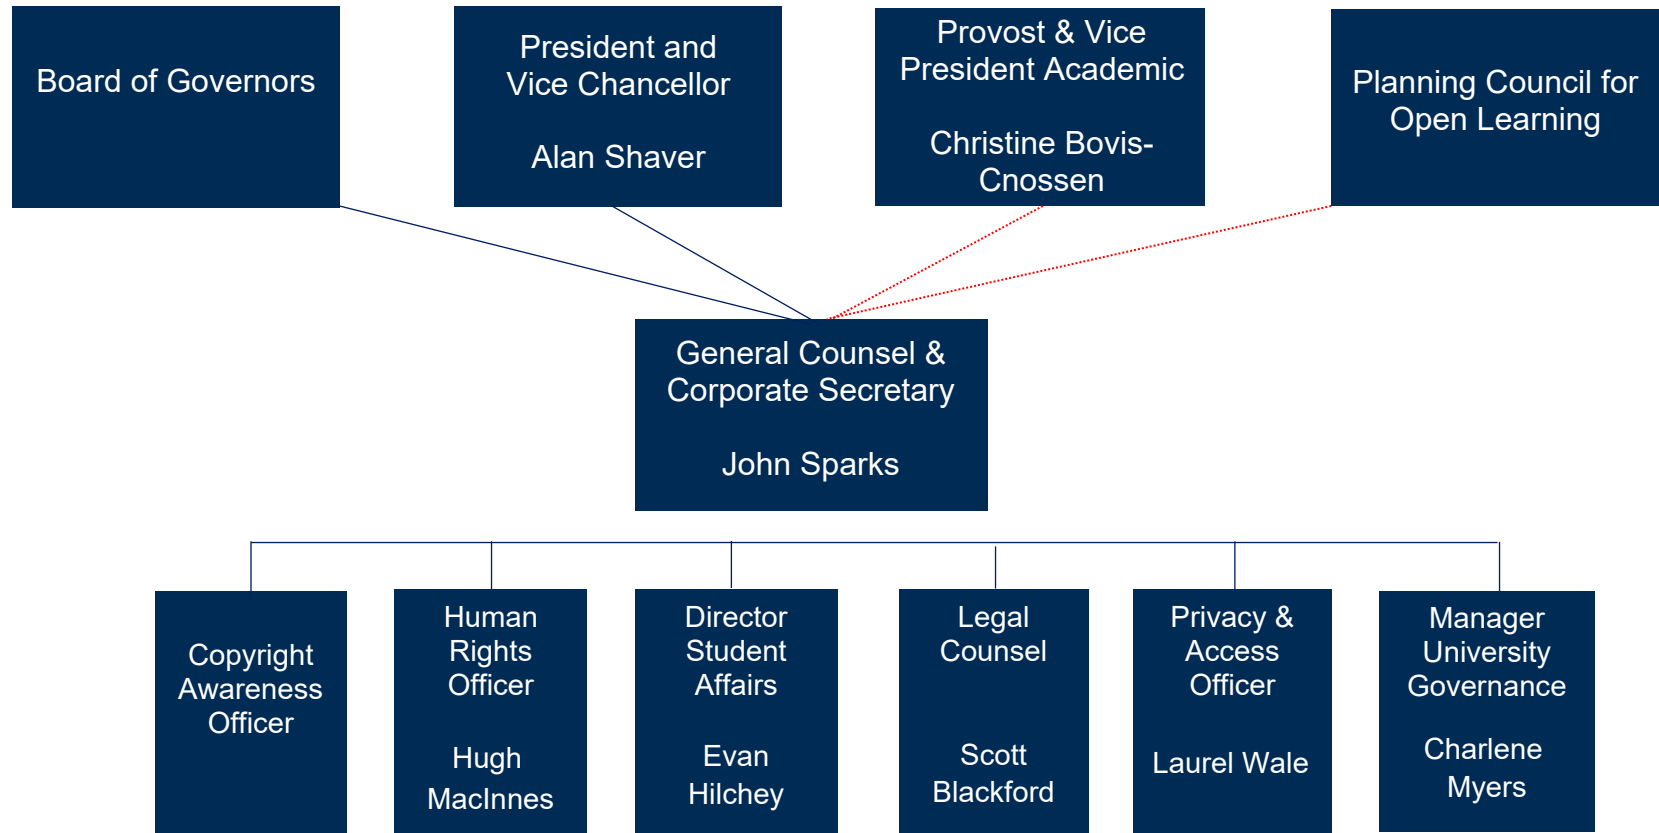 Board of Governors
President and
Vice Chancellor
Alan Shaver
Provost & Vice
President Academic
Christine Bovis-
Cnossen
Planning Council for
Open Learning
General Counsel &
Corporate Secretary
John Sparks
Copyright
Awareness
Officer
Human
Rights
Officer
Hugh
MacInnes
Director
Student
Affairs
Evan
Hilchey
Legal
Counsel
Scott
Blackford
Privacy &
Access
Officer
Laurel Wale
Manager
University
Governance
Charlene
Myers